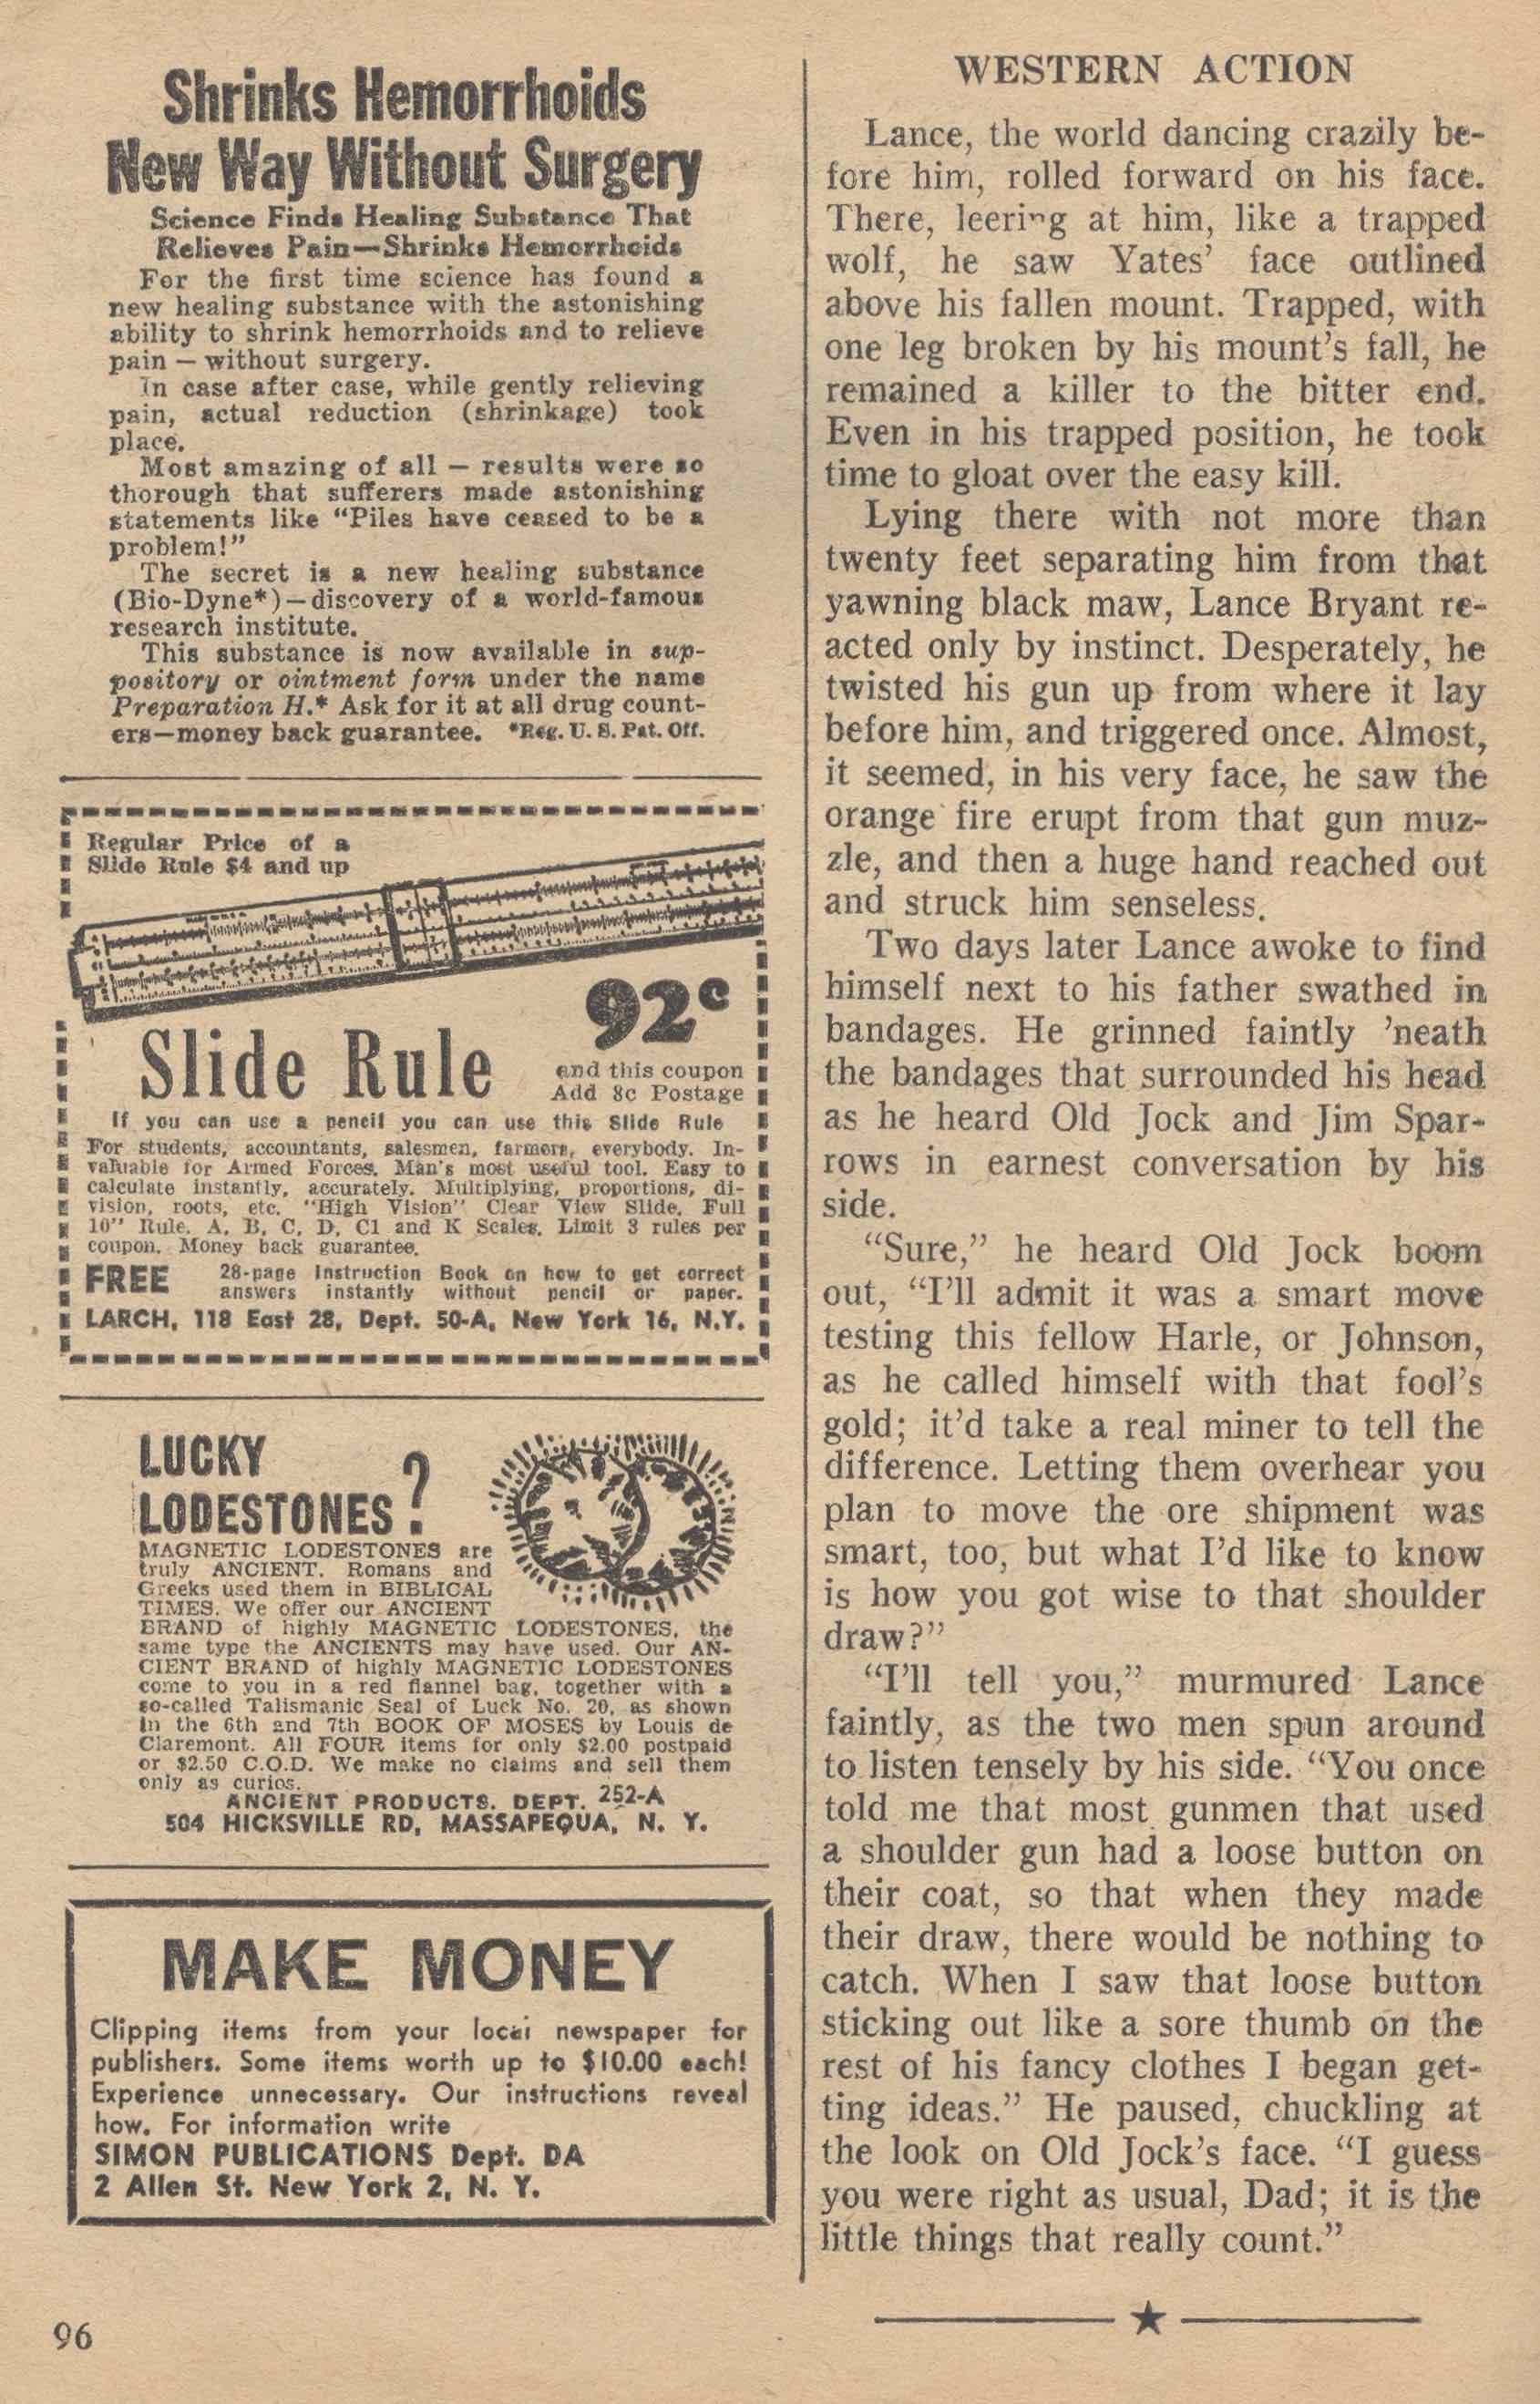 Shrinks Hemorrhoids
New Way Without Surgery
Science Finds Healing Substance That
Relieves Pain—Shrinks Hemorrhoids
For the first time science has found a
new healing substance with the astonishing
ability to shrink hemorrhoids and to relieve
pain — without surgery.
In case after case, while gently relieving
pain, actual reduction (shrinkage) took
place.
Most amazing of all — results were so
thorough that sufferers made astonishing
statements like "Piles have ceased to be a
problem!"
The secret is a new healing substance
(Bio-Dyne*)—discovery of a world-famous
research institute.
This substance is now available in sup-
pository or ointment form under the name
Preparation H.* Ask for it at all drug count-
ers—money back guarantee. *Reg. U. S. Pat. Off.
Regular Price of a
Slide Rule $4 and up
92c
Slide Rule
and this coupon
Add 8c Postage
If you can use a pencil you can use this Slide Rule
For students, accountants, salesmen, farmers, everybody. In-
valuable for Armed Forces. Man's most useful tool. Easy to
calculate instantly, accurately. Multiplying, proportions, di-
vision, roots, etc. "High Vision" Clear View Slide. Full
10" Rule. A, B, C, D, C1 and K Scales. Limit 3 rules per
coupon. Money back guarantee.
FREE 28-page Instruction Book on how to get correct
answers instantly without pencil or paper.
LARCH, 118 East 28, Dept. 50-A, New York 16, N.Y.
LUCKY
LODESTONES?
MAGNETIC LODESTONES are
truly ANCIENT. Romans and
Greeks used them in BIBLICAL
TIMES. We offer our ANCIENT
BRAND of highly MAGNETIC LODESTONES, the
same type the ANCIENTS may have used. Our AN-
CIENT BRAND of highly MAGNETIC LODESTONES
come to you in a red flannel bag, together with a
so-called Talismanic Seal of Luck No. 20, as shown
in the 6th and 7th BOOK OF MOSES by Louis de
Claremont. All FOUR items for only $2.00 postpaid
or $2.50 C.O.D. We make no claims and sell them
only as curios.
ANCIENT PRODUCTS, DEPT. 252-A
504 HICKSVILLE RD, MASSAPEQUA, N. Y.
MAKE MONEY
Clipping items from your local newspaper for
publishers. Some items worth up to $10.00 each!
Experience unnecessary. Our instructions reveal
how. For information write
SIMON PUBLICATIONS Dept. DA
2 Allen St. New York 2, N. Y.
96
WESTERN ACTION
Lance, the world dancing crazily be-
fore him, rolled forward on his face.
There, leering at him, like a trapped
wolf, he saw Yates' face outlined
above his fallen mount. Trapped, with
one leg broken by his mount's fall, he
remained a killer to the bitter end.
Even in his trapped position, he took
time to gloat over the easy kill.
Lying there with not more than
twenty feet separating him from that
yawning black maw, Lance Bryant re-
acted only by instinct. Desperately, he
twisted his gun up from where it lay
before him, and triggered once. Almost,
it seemed, in his very face, he saw the
orange fire erupt from that gun muz-
zle, and then a huge hand reached out
and struck him senseless.
Two days later Lance awoke to find
himself next to his father swathed in
bandages. He grinned faintly 'neath
the bandages that surrounded his head
as he heard Old Jock and Jim Spar-
rows in earnest conversation by his
side.
"Sure," he heard Old Jock boom
out, "I'll admit it was a smart move
testing this fellow Harle, or Johnson,
as he called himself with that fool's
gold; it'd take a real miner to tell the
difference. Letting them overhear you
plan to move the ore shipment was
smart, too, but what I'd like to know
is how you got wise to that shoulder
draw?"
"I'll tell you," murmured Lance
faintly, as the two men spun around
to listen tensely by his side. "You once
told me that most gunmen that used
a shoulder gun had a loose button on
their coat, so that when they made
their draw, there would be nothing to
catch. When I saw that loose button
sticking out like a sore thumb on the
rest of his fancy clothes I began get-
ting ideas." He paused, chuckling at
the look on Old Jock's face. "I guess
you were right as usual, Dad; it is the
little things that really count."